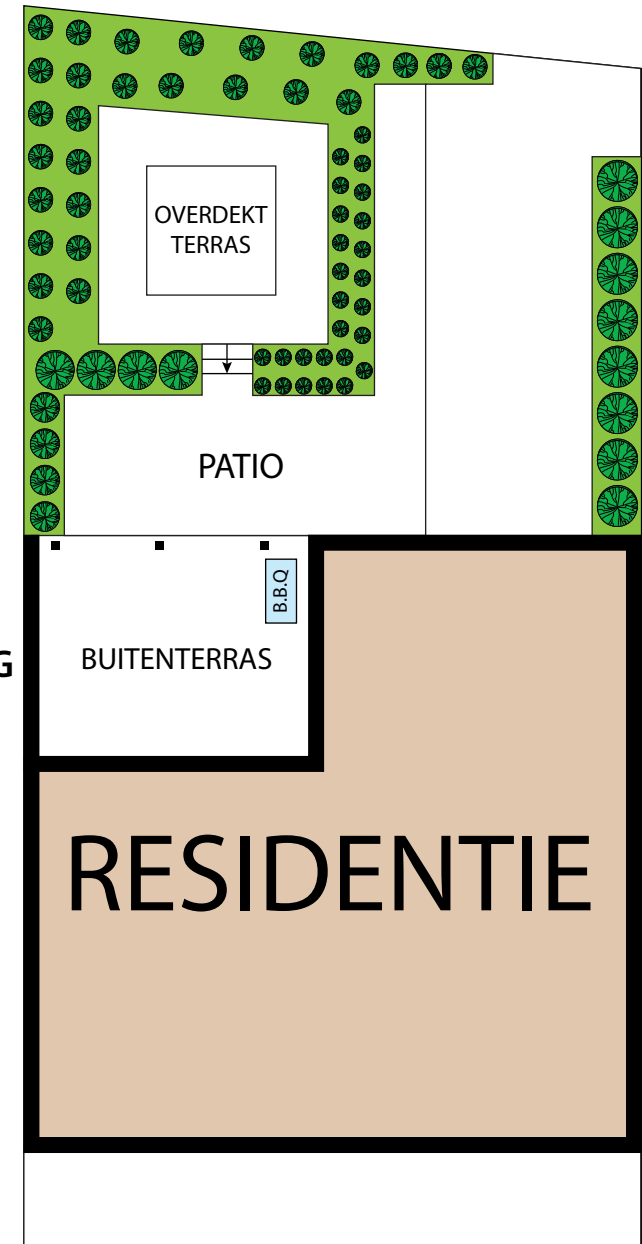 OVERDEKT
TERRAS
PATIO
B.B.Q
G
BUITENTERRAS
RESIDENTIE